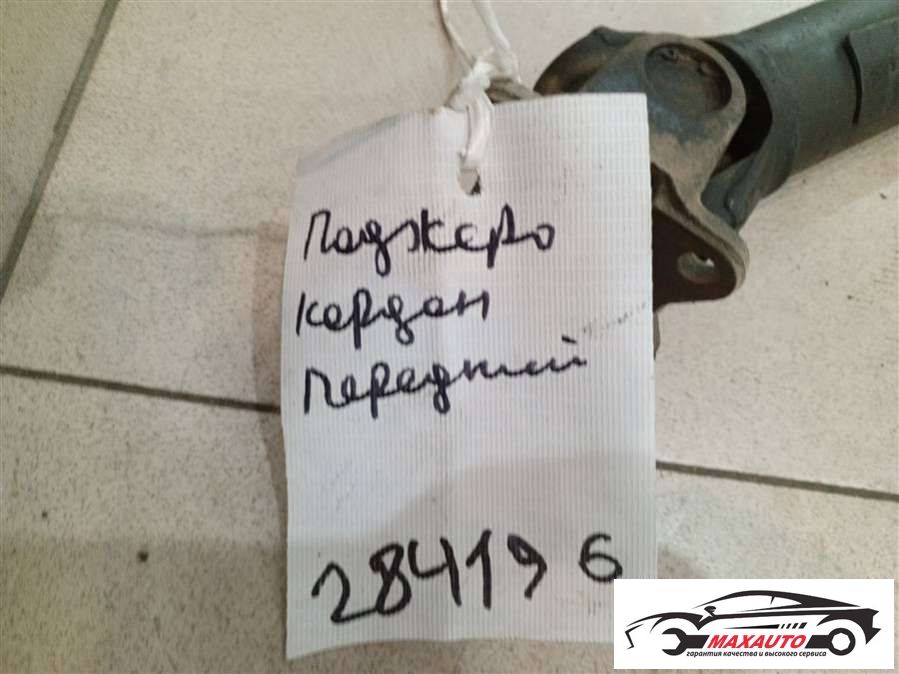 Паджеро
кардан
передний
284196
MAXAUTO
гарантия качества и высокого сервиса